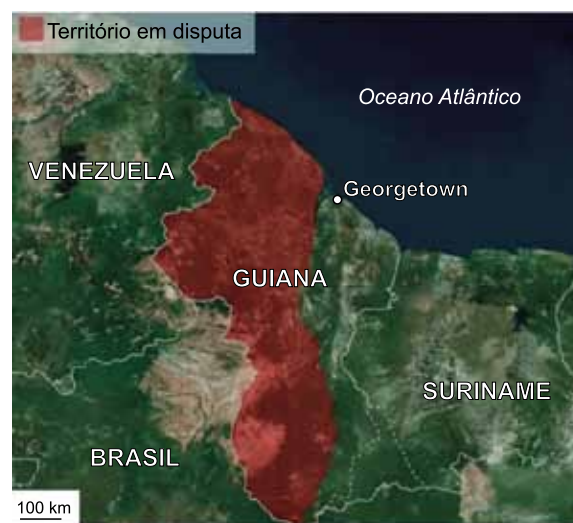 Território em disputa
Oceano Atlântico
VENEZUELA
Georgetown
GUIANA
SURINAME
BRASIL
100 km